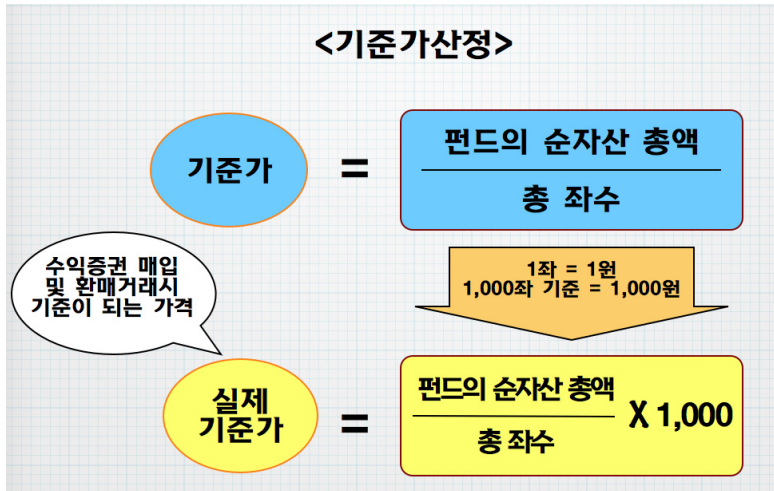 <기준가산정>
기준가
=
펀드의 순자산 총액
총 좌수
1좌 = 1원
1,000좌 기준 = 1,000원
수익증권 매입
및 환매거래시
기준이 되는 가격
실제
기준가
=
펀드의 순자산 총액
총 좌수
X 1,000